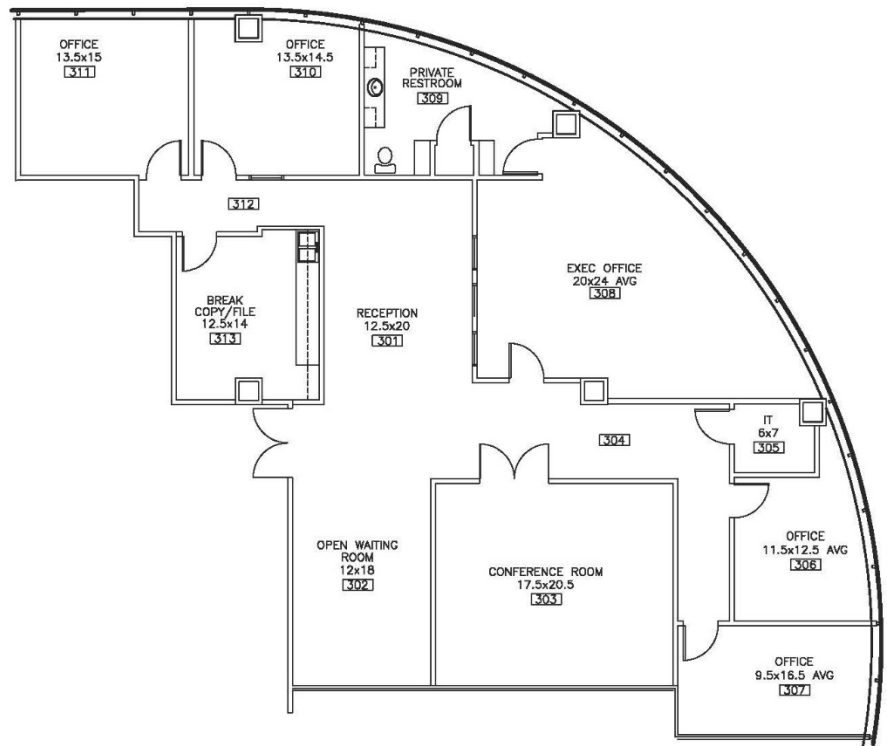 OFFICE
13.5x15
311
OFFICE
13.5x14.5
310
PRIVATE
RESTROOM
309
312
BREAK
COPY/FILE
12.5x14
313
RECEPTION
12.5x20
301
EXEC OFFICE
20x24 AVG
308
304
IT
6x7
305
OPEN WAITING
ROOM
12x18
302
CONFERENCE ROOM
17.5x20.5
303
OFFICE
11.5x12.5 AVG
306
OFFICE
9.5x16.5 AVG
307